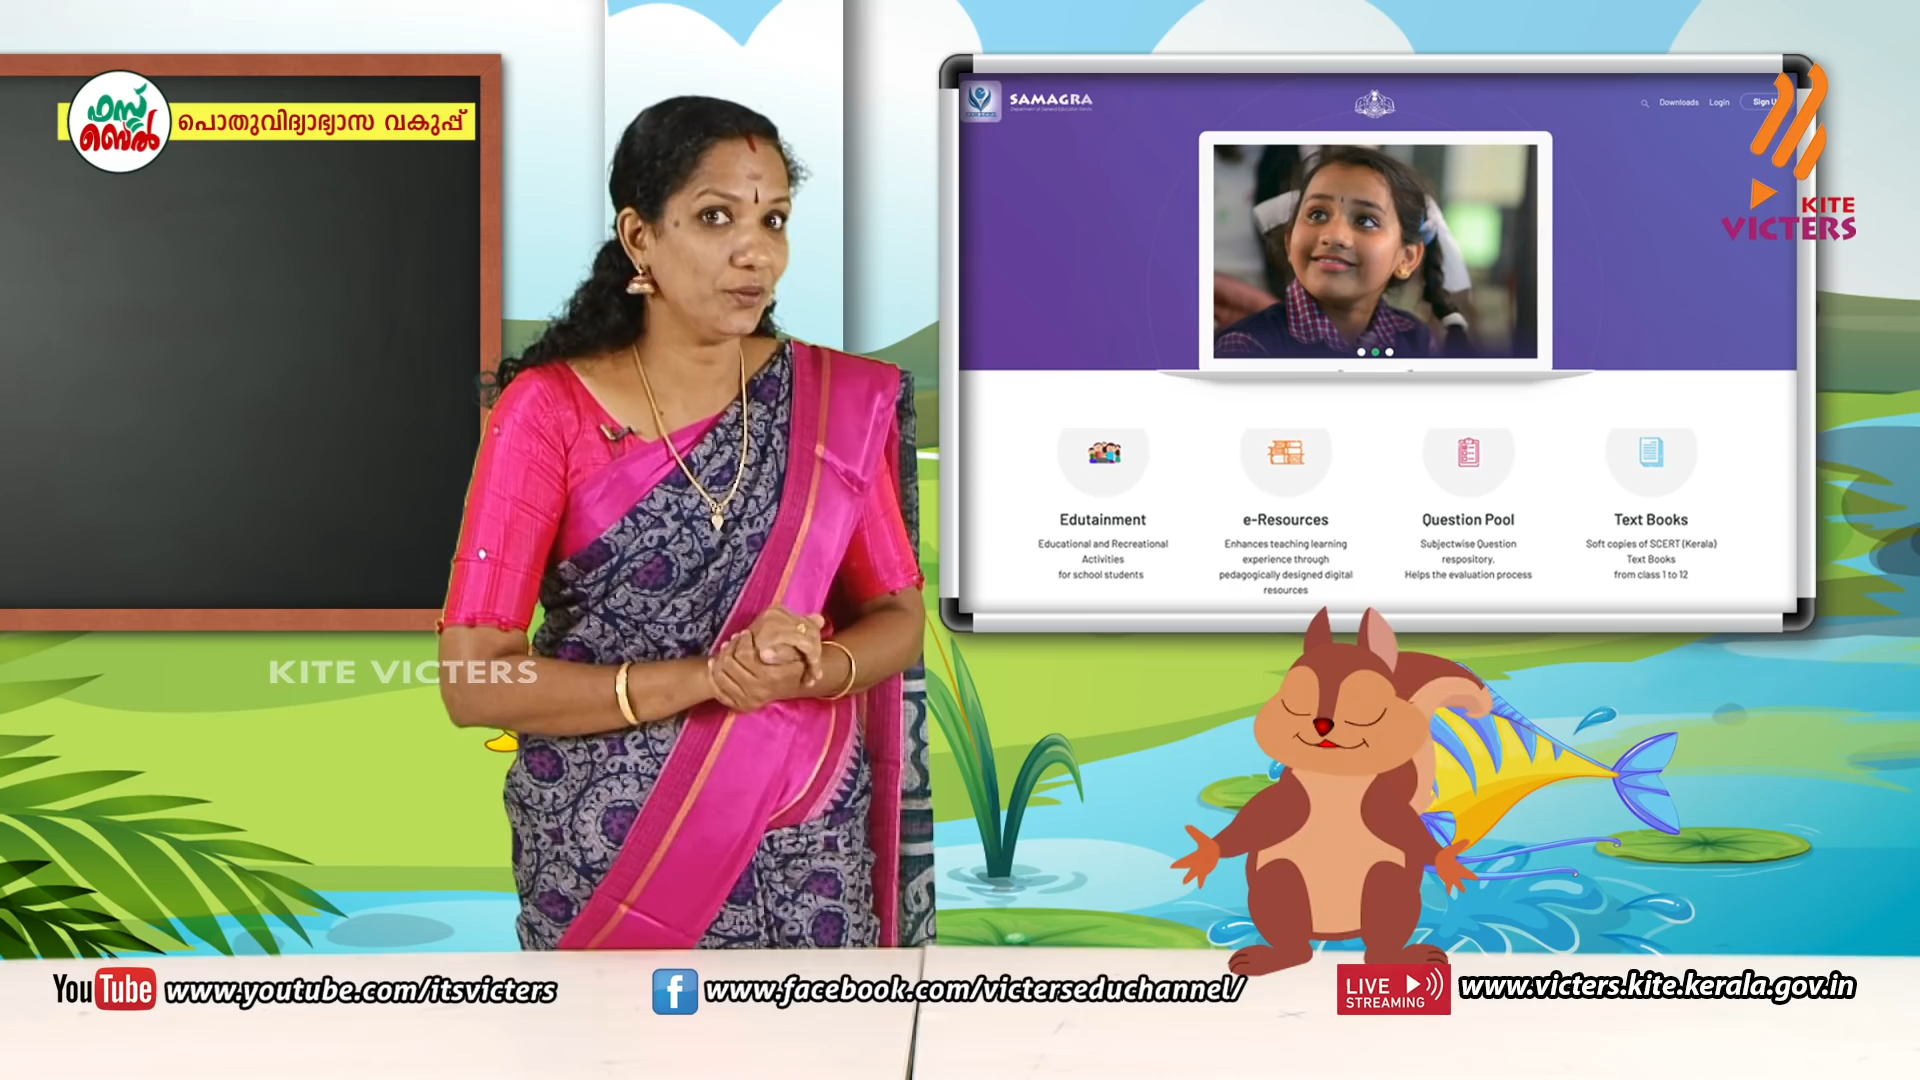 ഫസ്റ്റ്
ബെൽ
പൊതുവിദ്യാഭ്യാസ വകുപ്പ്
SAMAGRA
Downloads
Login
Sign U
KITE
VICTERS
Edutainment
Educational and Recreational
Activities
for school students
e-Resources
Enhances teaching learning
experience through
pedagogically designed digital
resources
Question Pool
Subjectwise Question
respository.
Helps the evaluation process
Text Books
Soft copies of SCERT (Kerala)
Text Books
from class 1 to 12
KITE VICTERS
YouTube www.youtube.com/itsvicters
f www.facebook.com/victerseduchannel/
LIVE
STREAMING
www.victers.kite.kerala.gov.in